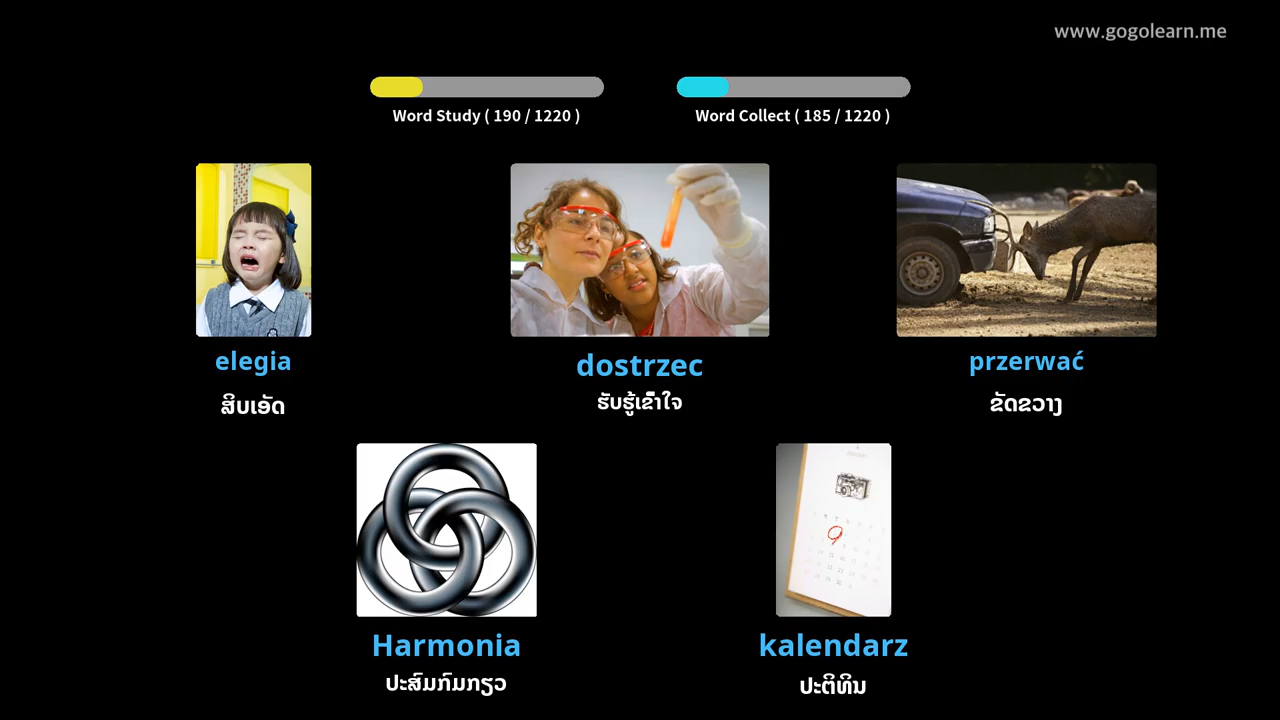 www.gogolearn.me
Word Study ( 190 / 1220 )
Word Collect ( 185 / 1220 )
elegia
dostrzec
przerwać
ສິບເອັດ
ຮັບຮູ້ເຂົ້າໃຈ
ຂັດຂວາງ
Harmonia
kalendarz
ປະສົມກົມກຽວ
ປະຕິທິນ